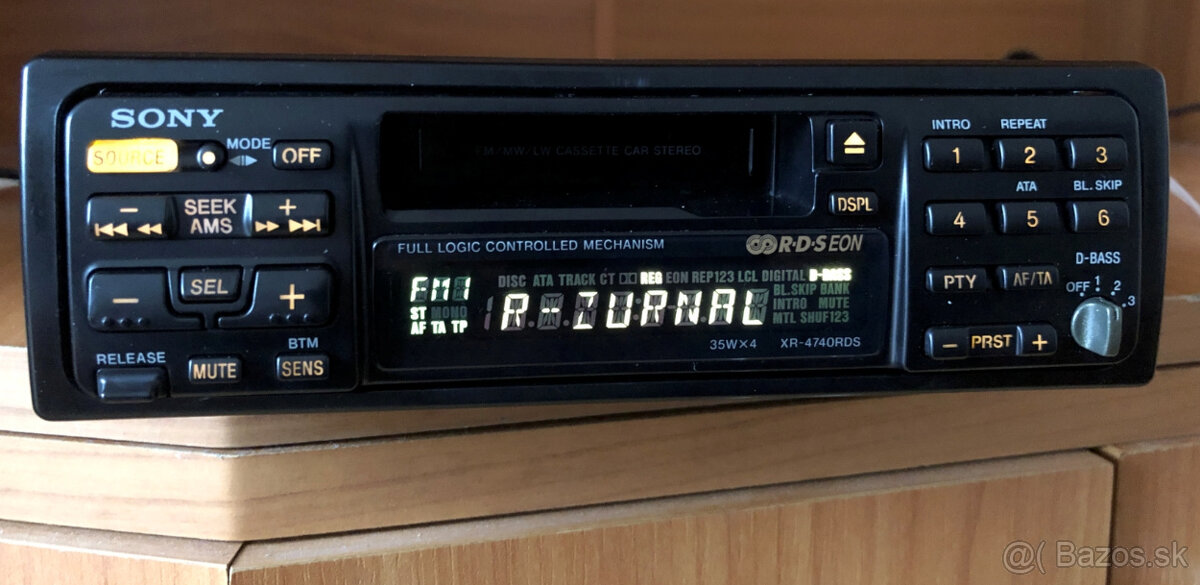 SONY
SOURCE
MODE
OFF
SEEK
AMS
SEL
RELEASE
MUTE
BTM
SENS
FM/MW/LW CASSETTE CAR STEREO
DSPL
FULL LOGIC CONTROLLED MECHANISM
R·D·S EON
DISC ATA TRACK CT REG EON REP123 LCL DIGITAL D-BASS
FM1
BL.SKIP BANK
ST MONO
R-ZURNAL
INTRO MUTE
AF TA TP
MTL SHUF123
35W×4 XR-4740RDS
INTRO REPEAT
1 2 3
ATA BL.SKIP
4 5 6
D-BASS
PTY AF/TA
OFF 1 2 3
− PRST +
@( Bazos.sk